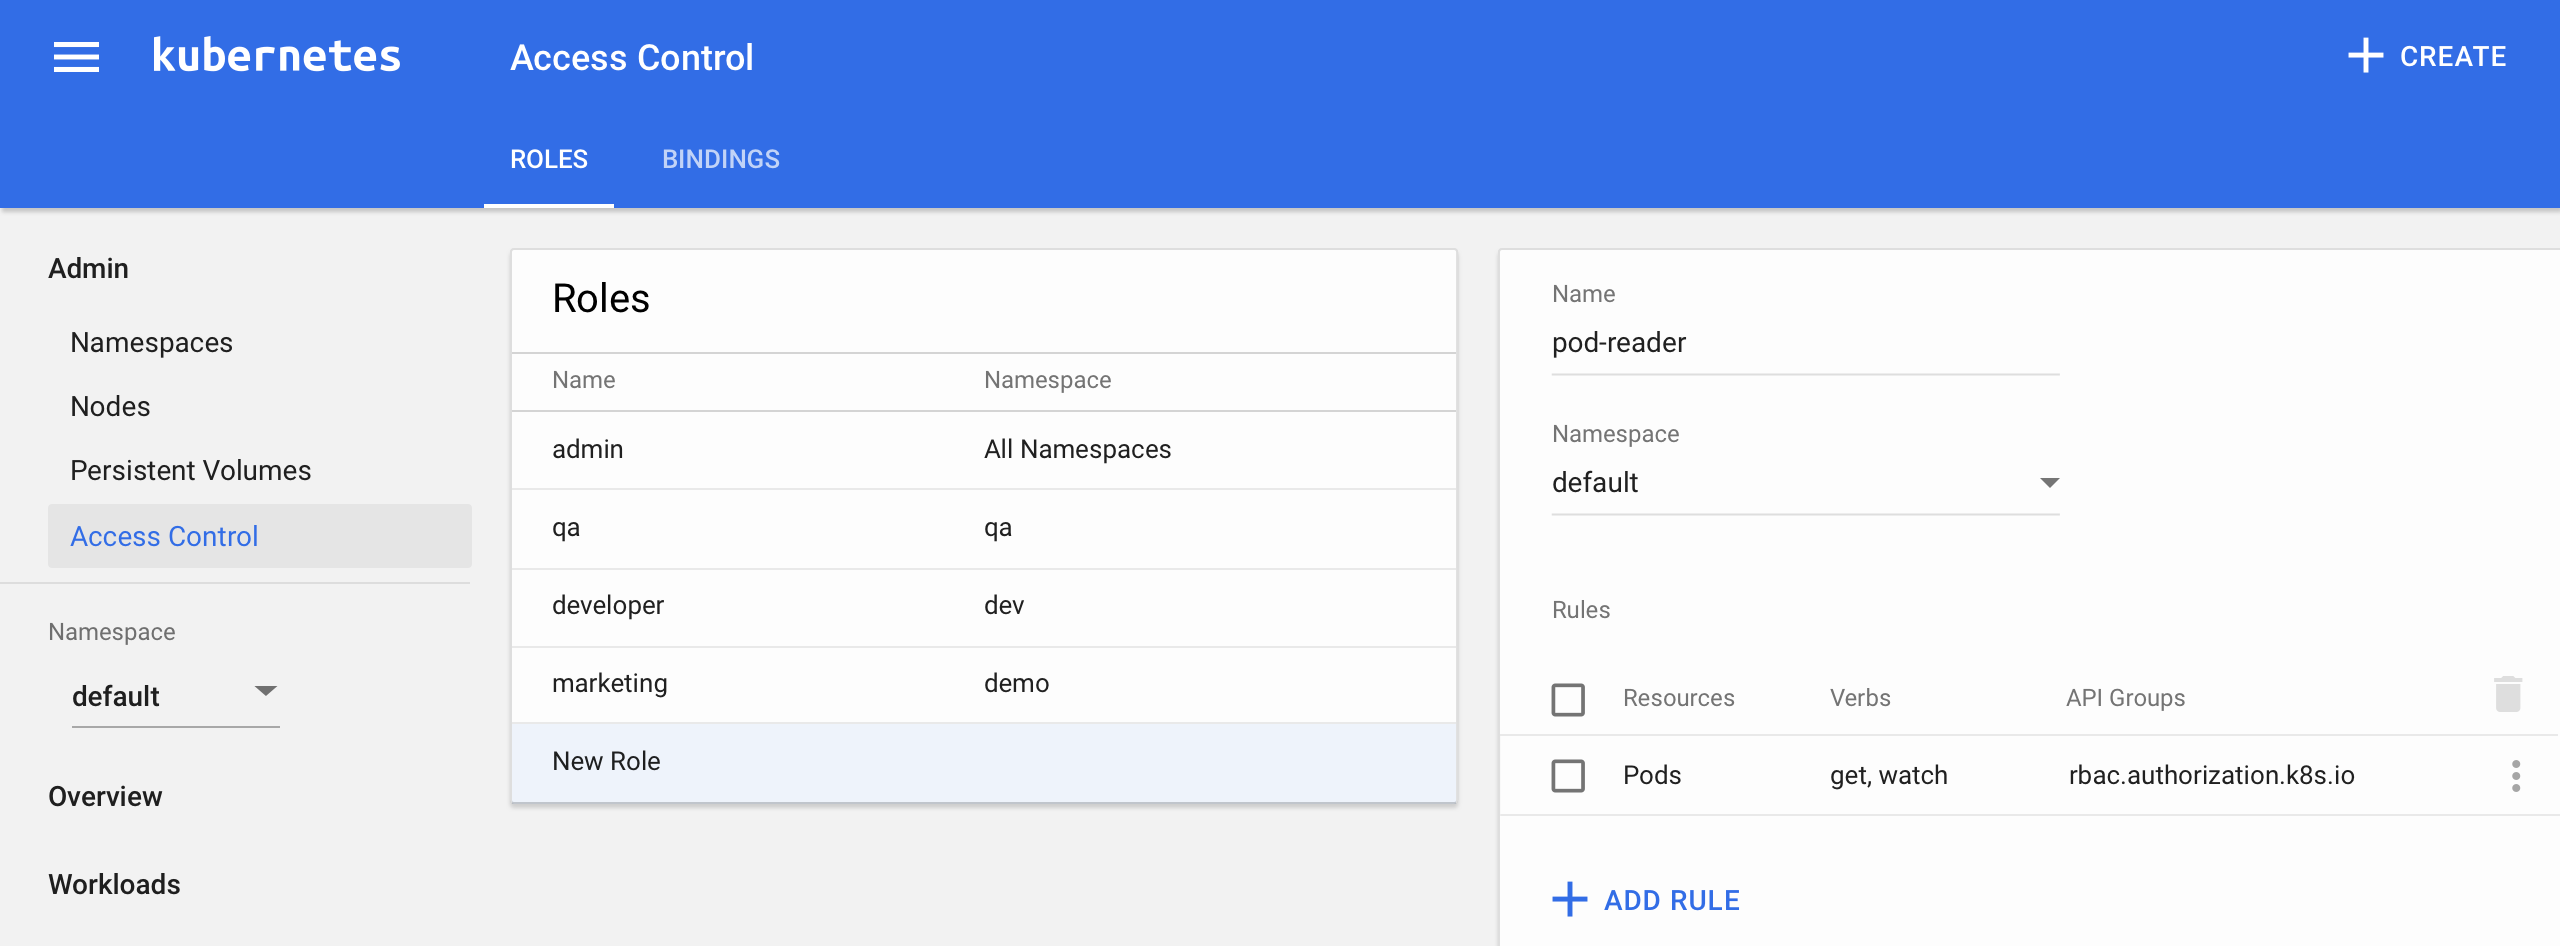 kubernetes
Access Control
CREATE
ROLES
BINDINGS
Admin
Namespaces
Nodes
Persistent Volumes
Access Control
Namespace
default
Overview
Workloads
Roles
Name Namespace
admin All Namespaces
qa qa
developer dev
marketing demo
New Role
Name
pod-reader
Namespace
default
Rules
Resources Verbs API Groups
Pods get, watch rbac.authorization.k8s.io
ADD RULE